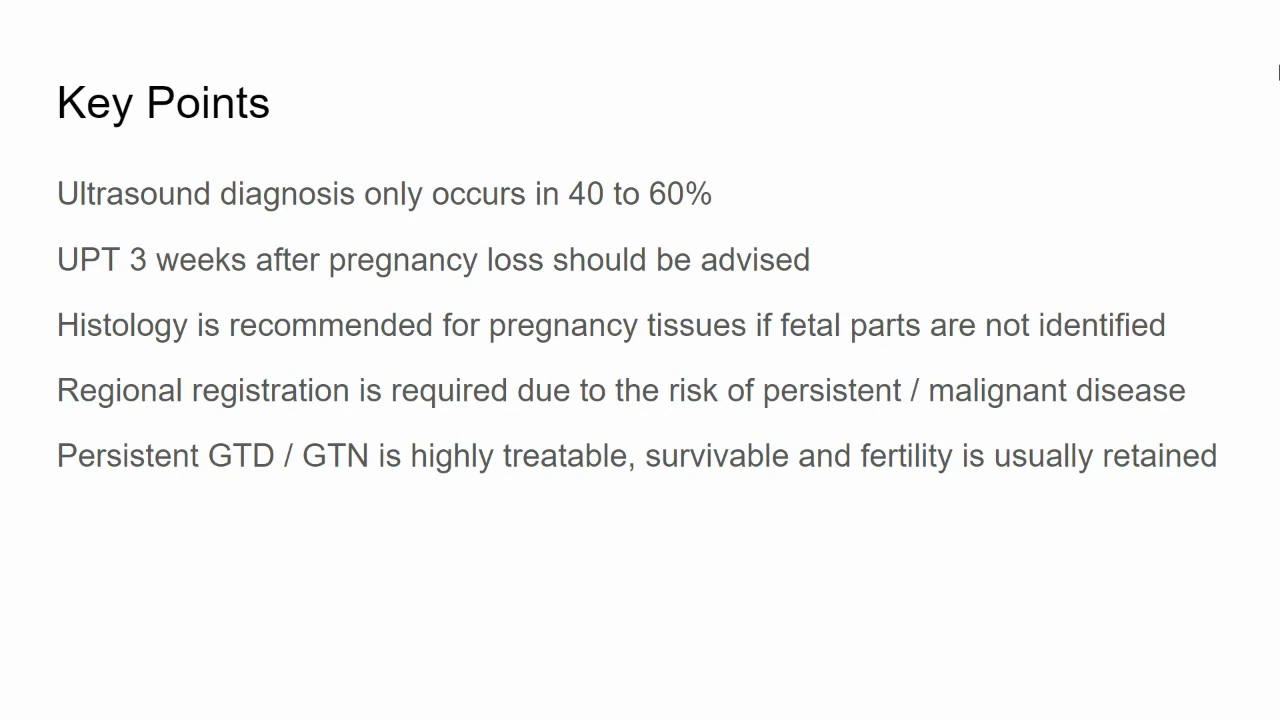 Key Points
Ultrasound diagnosis only occurs in 40 to 60%
UPT 3 weeks after pregnancy loss should be advised
Histology is recommended for pregnancy tissues if fetal parts are not identified
Regional registration is required due to the risk of persistent / malignant disease
Persistent GTD / GTN is highly treatable, survivable and fertility is usually retained